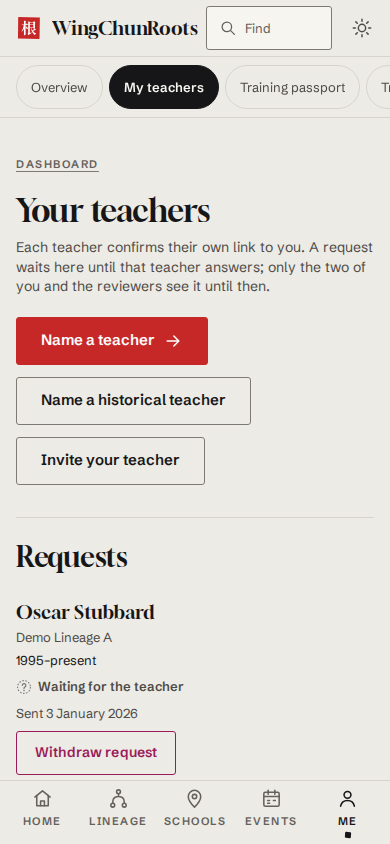 根 WingChunRoots Find
Overview My teachers Training passport Tr
DASHBOARD
Your teachers
Each teacher confirms their own link to you. A request
waits here until that teacher answers; only the two of
you and the reviewers see it until then.
Name a teacher →
Name a historical teacher
Invite your teacher
Requests
Oscar Stubbard
Demo Lineage A
1995–present
Waiting for the teacher
Sent 3 January 2026
Withdraw request
HOME LINEAGE SCHOOLS EVENTS ME